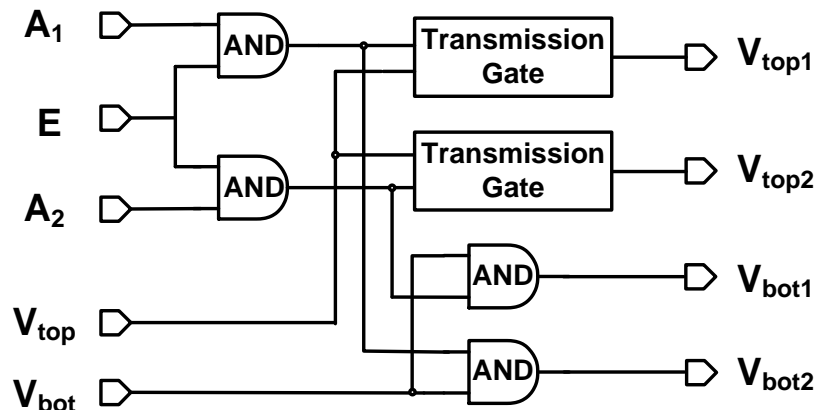 A1
AND
Transmission
Gate
Vtop1
E
AND
Transmission
Gate
Vtop2
A2
AND
Vbot1
Vtop
AND
Vbot2
Vbot